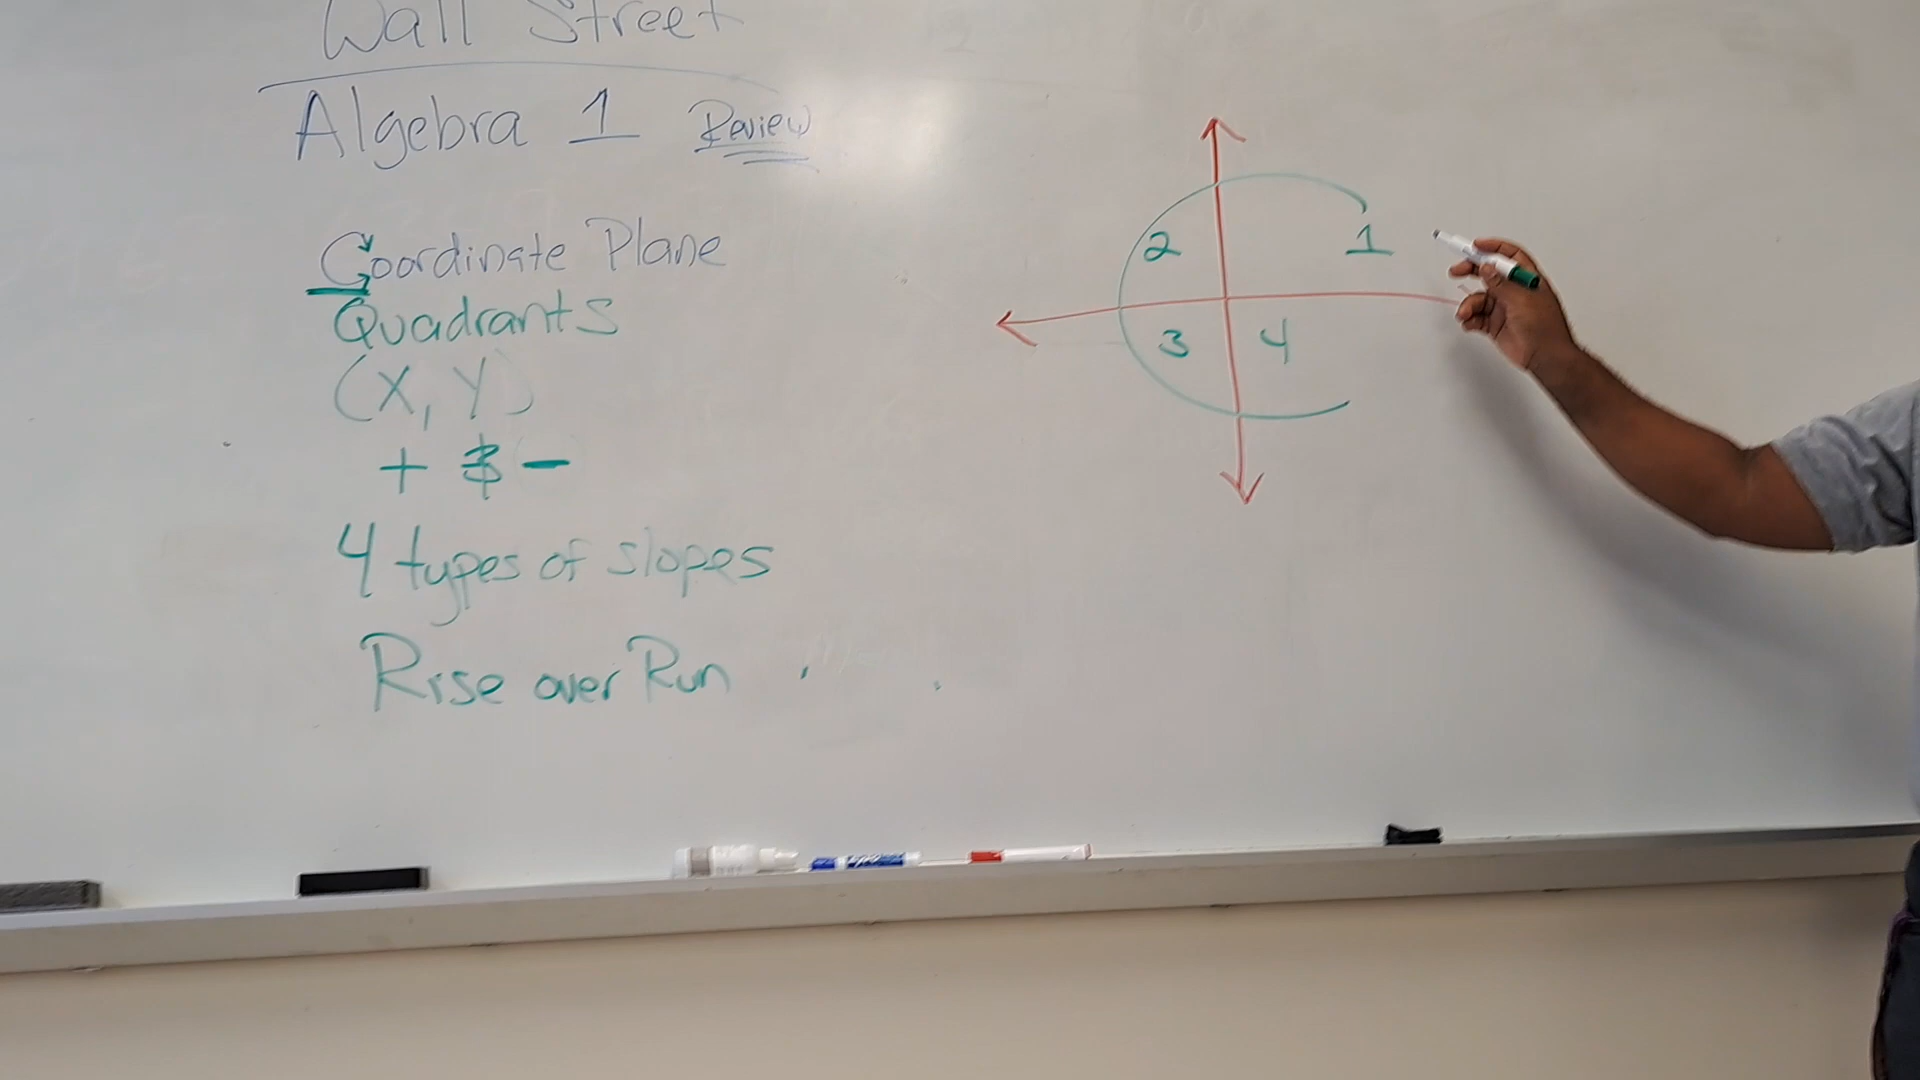 Wall Street
Algebra 1 Review
Coordinate Plane
Quadrants
(X, Y)
+ & -
4 types of slopes
Rise over Run
2 1
3 4